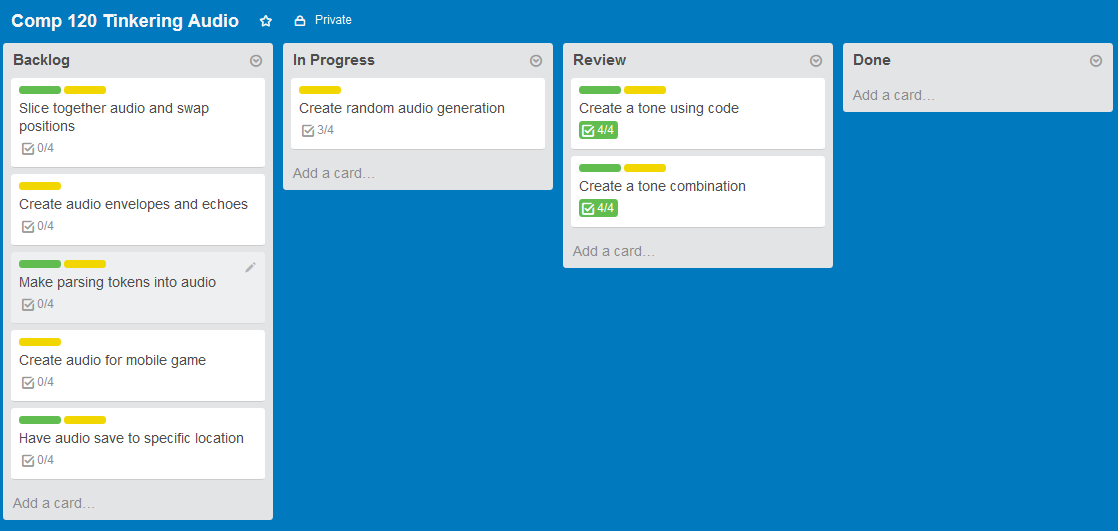 Comp 120 Tinkering Audio
Private
Backlog
Slice together audio and swap
positions
0/4
Create audio envelopes and echoes
0/4
Make parsing tokens into audio
0/4
Create audio for mobile game
0/4
Have audio save to specific location
0/4
Add a card…
In Progress
Create random audio generation
3/4
Add a card…
Review
Create a tone using code
4/4
Create a tone combination
4/4
Add a card…
Done
Add a card…